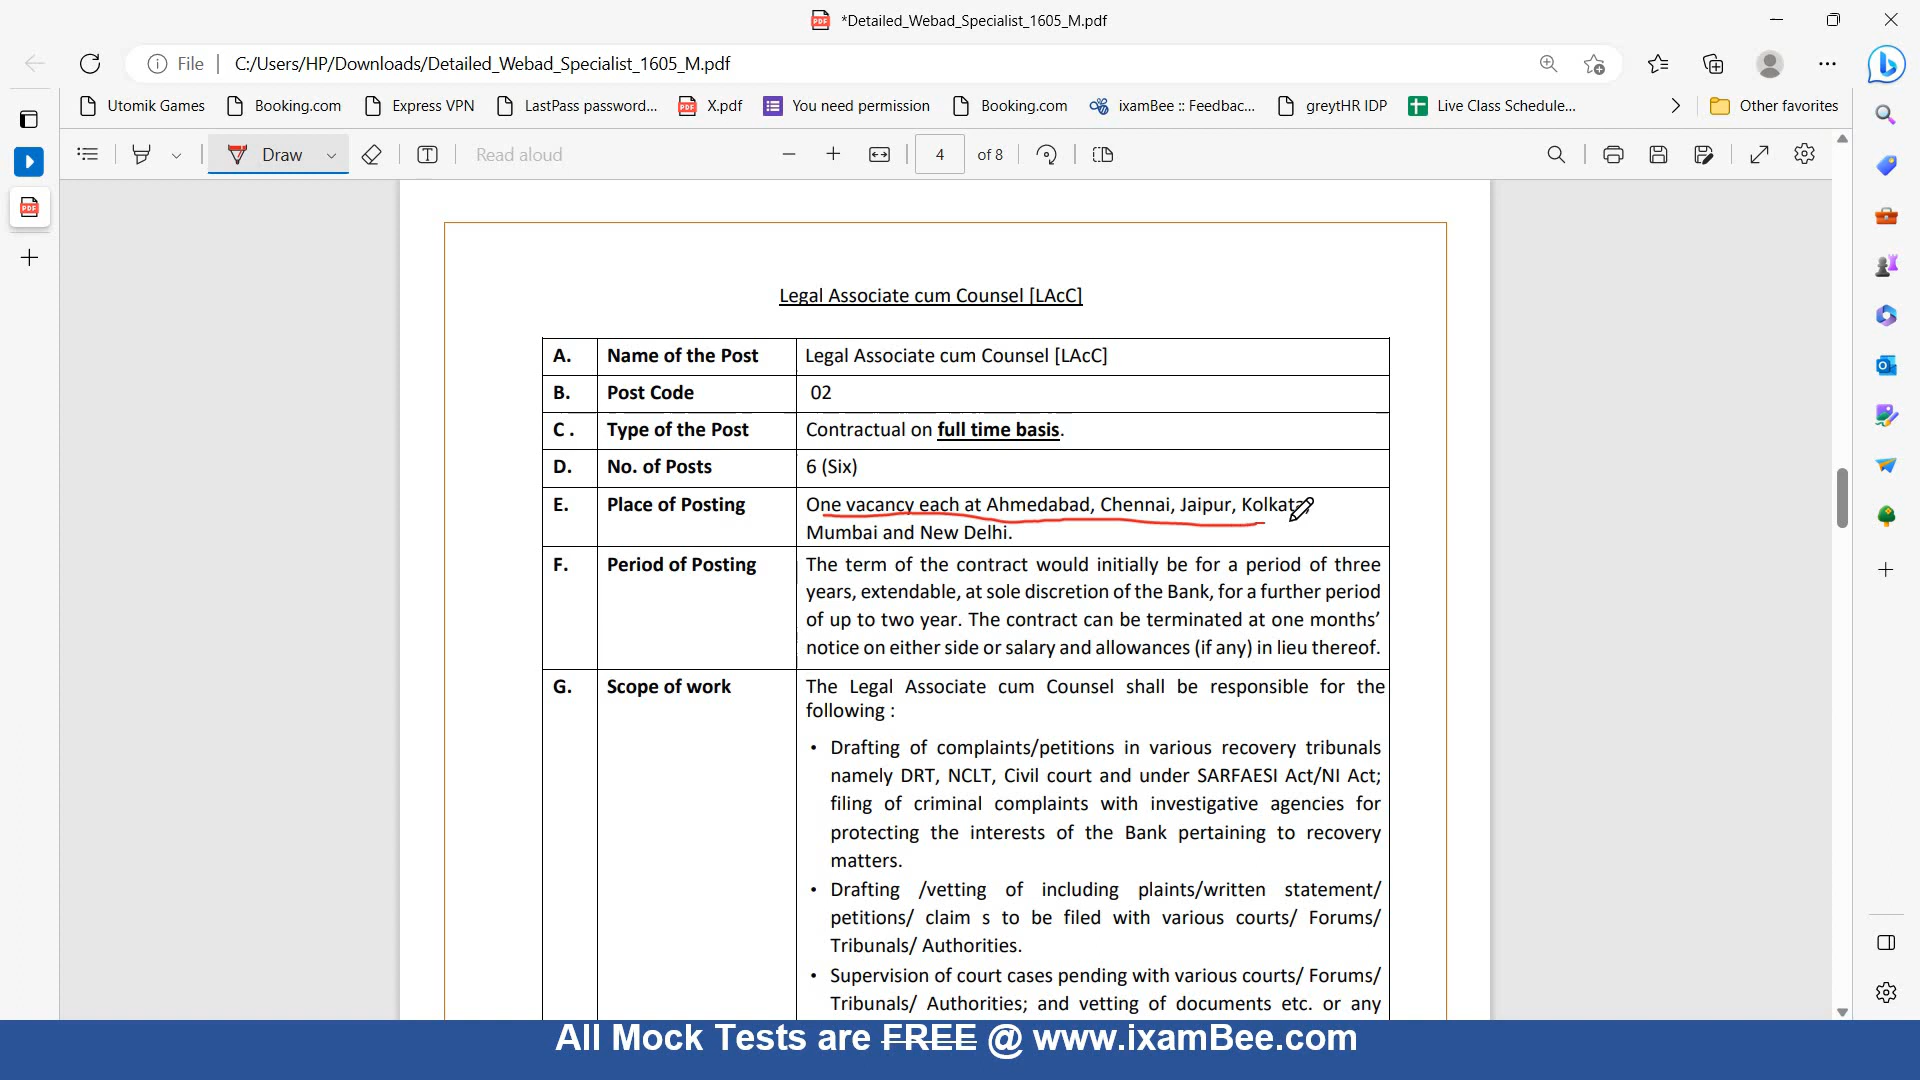 *Detailed_Webad_Specialist_1605_M.pdf
File C:/Users/HP/Downloads/Detailed_Webad_Specialist_1605_M.pdf
Utomik Games Booking.com Express VPN LastPass password... X.pdf You need permission Booking.com ixamBee :: Feedbac... greytHR IDP Live Class Schedule... Other favorites
Draw Read aloud 4 of 8
Legal Associate cum Counsel [LAcC]
A. Name of the Post Legal Associate cum Counsel [LAcC]
B. Post Code 02
C . Type of the Post Contractual on full time basis.
D. No. of Posts 6 (Six)
E. Place of Posting One vacancy each at Ahmedabad, Chennai, Jaipur, Kolkata
Mumbai and New Delhi.
F. Period of Posting The term of the contract would initially be for a period of three
years, extendable, at sole discretion of the Bank, for a further period
of up to two year. The contract can be terminated at one months’
notice on either side or salary and allowances (if any) in lieu thereof.
G. Scope of work The Legal Associate cum Counsel shall be responsible for the
following :
• Drafting of complaints/petitions in various recovery tribunals
namely DRT, NCLT, Civil court and under SARFAESI Act/NI Act;
filing of criminal complaints with investigative agencies for
protecting the interests of the Bank pertaining to recovery
matters.
• Drafting /vetting of including plaints/written statement/
petitions/ claim s to be filed with various courts/ Forums/
Tribunals/ Authorities.
• Supervision of court cases pending with various courts/ Forums/
Tribunals/ Authorities; and vetting of documents etc. or any
All Mock Tests are FREE @ www.ixamBee.com